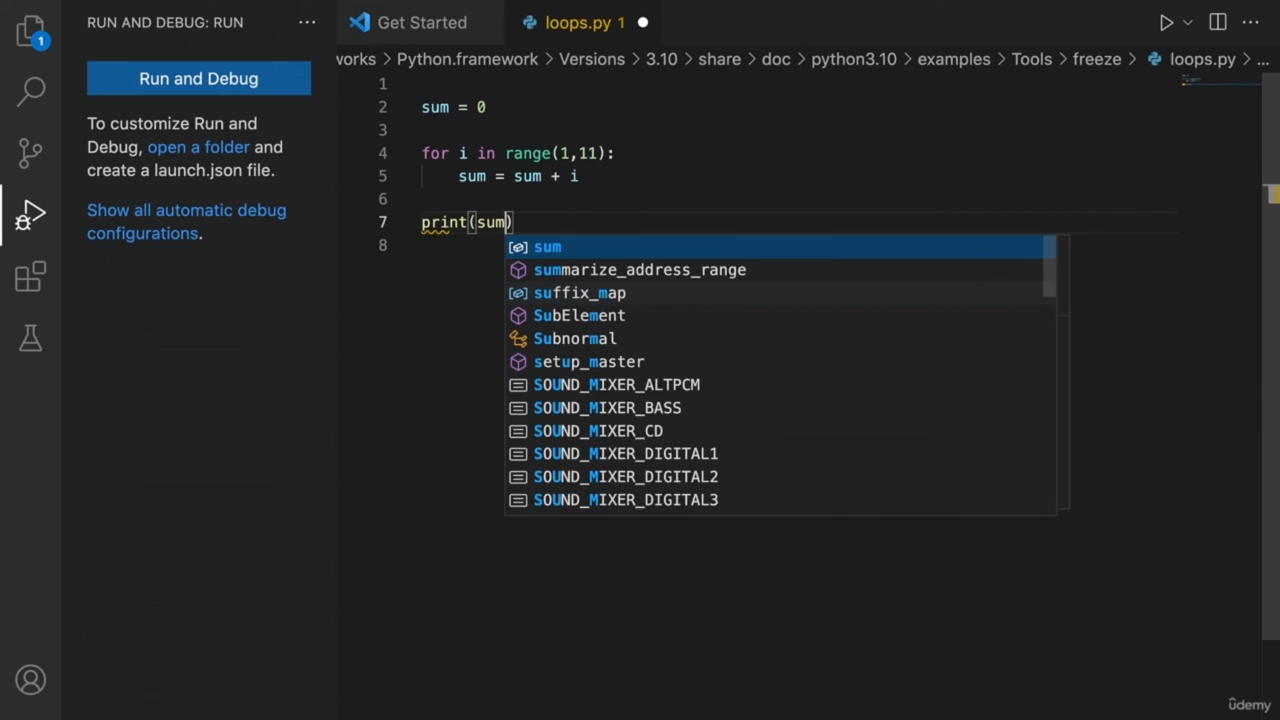 RUN AND DEBUG: RUN
Get Started
loops.py 1
1
works > Python.framework > Versions > 3.10 > share > doc > python3.10 > examples > Tools > freeze > loops.py > ...
Run and Debug
To customize Run and
Debug, open a folder and
create a launch.json file.
Show all automatic debug
configurations.
1
2 sum = 0
3
4 for i in range(1,11):
5 sum = sum + i
6
7 print(sum)
8
sum
summarize_address_range
suffix_map
SubElement
Subnormal
setup_master
SOUND_MIXER_ALTPCM
SOUND_MIXER_BASS
SOUND_MIXER_CD
SOUND_MIXER_DIGITAL1
SOUND_MIXER_DIGITAL2
SOUND_MIXER_DIGITAL3
ûdemy